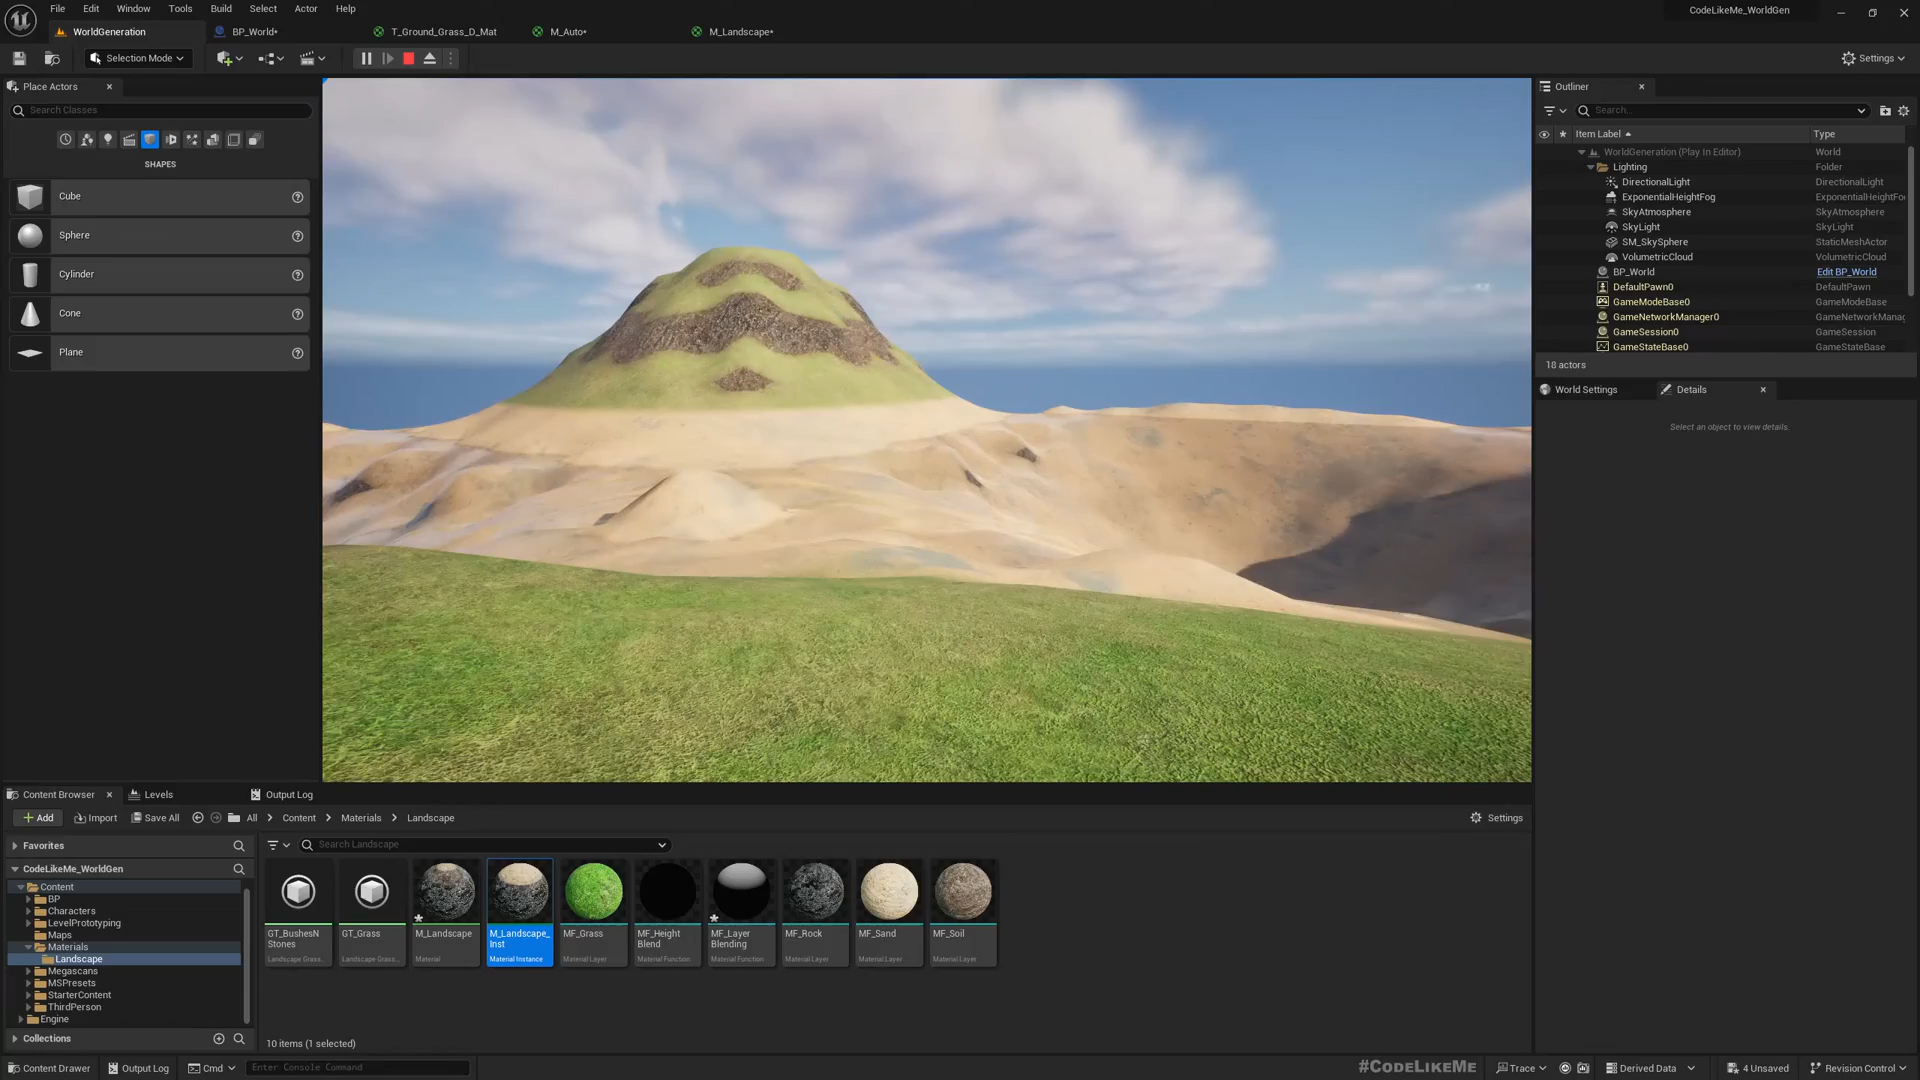 File Edit Window Tools Build Select Actor Help
CodeLikeMe_WorldGen
WorldGeneration
BP_World*
T_Ground_Grass_D_Mat
M_Auto*
M_Landscape*
Selection Mode
Settings
Place Actors
Search Classes
SHAPES
Cube
Sphere
Cylinder
Cone
Plane
Outliner
Search...
Item Label Type
WorldGeneration (Play In Editor) World
Lighting Folder
DirectionalLight DirectionalLight
ExponentialHeightFog ExponentialHeightFo
SkyAtmosphere SkyAtmosphere
SkyLight SkyLight
SM_SkySphere StaticMeshActor
VolumetricCloud VolumetricCloud
BP_World Edit BP_World
DefaultPawn0 DefaultPawn
GameModeBase0 GameModeBase
GameNetworkManager0 GameNetworkManag
GameSession0 GameSession
GameStateBase0 GameStateBase
18 actors
World Settings Details
Select an object to view details.
Content Browser Levels Output Log
Add Import Save All All Content Materials Landscape Settings
Favorites
Search Landscape
CodeLikeMe_WorldGen
Content
BP
Characters
LevelPrototyping
Maps
Materials
Landscape
Megascans
MSPresets
StarterContent
ThirdPerson
Engine
Collections
GT_BushesN
Stones
Landscape Grass...
GT_Grass
Landscape Grass...
M_Landscape
Material
M_Landscape_
Inst
Material Instance
MF_Grass
Material Layer
MF_Height
Blend
Material Function
MF_Layer
Blending
Material Function
MF_Rock
Material Layer
MF_Sand
Material Layer
MF_Soil
Material Layer
10 items (1 selected)
#CODELIKEME
Content Drawer Output Log Cmd Enter Console Command Trace Derived Data 4 Unsaved Revision Control